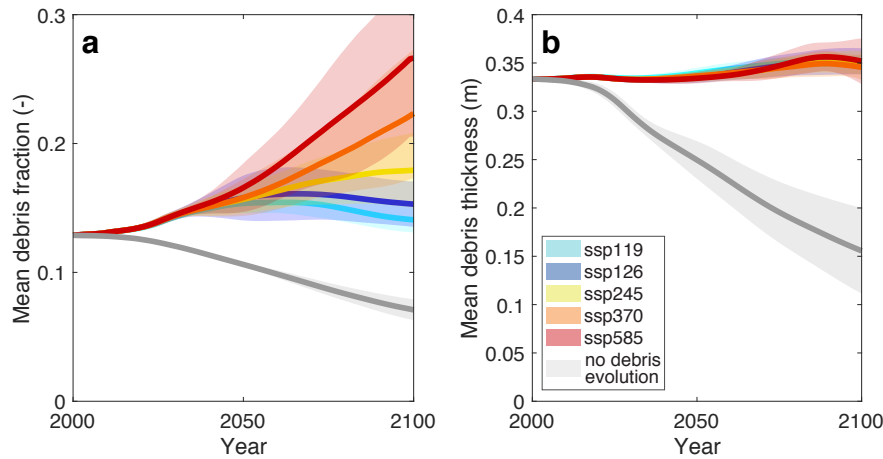 a
0.3
0.2
0.1
0
Mean debris fraction (-)
2000
2050
2100
Year
b
0.4
0.35
0.3
0.25
0.2
0.15
0.1
0.05
0
Mean debris thickness (m)
ssp119
ssp126
ssp245
ssp370
ssp585
no debris
evolution
2000
2050
2100
Year